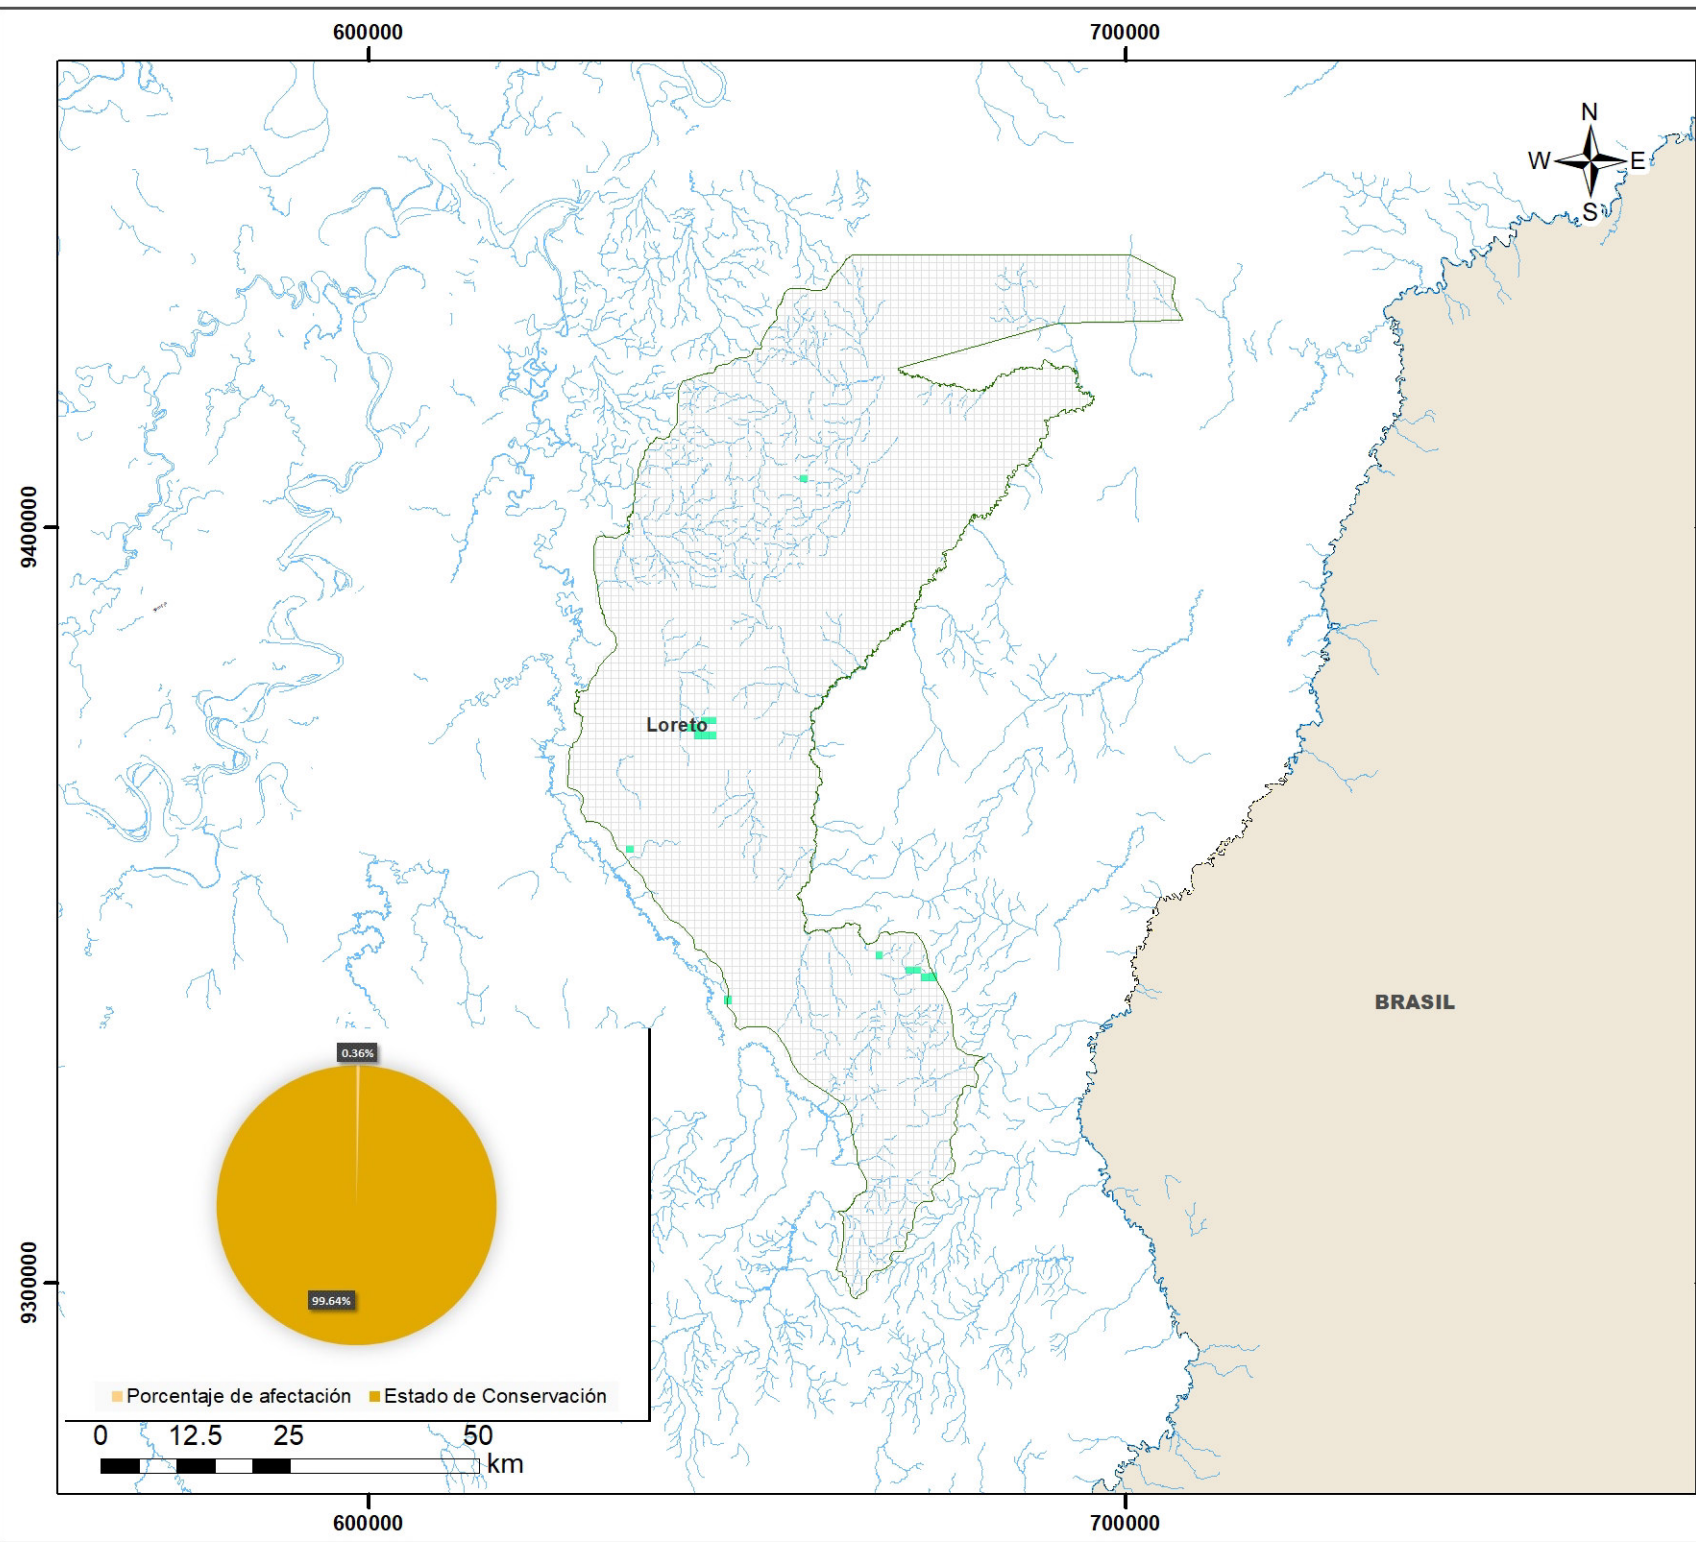 600000
700000
N
W
E
S
9400000
Loreto
BRASIL
0.36%
99.64%
9300000
Porcentaje de afectación
Estado de Conservación
0 12.5 25 50
km
600000
700000